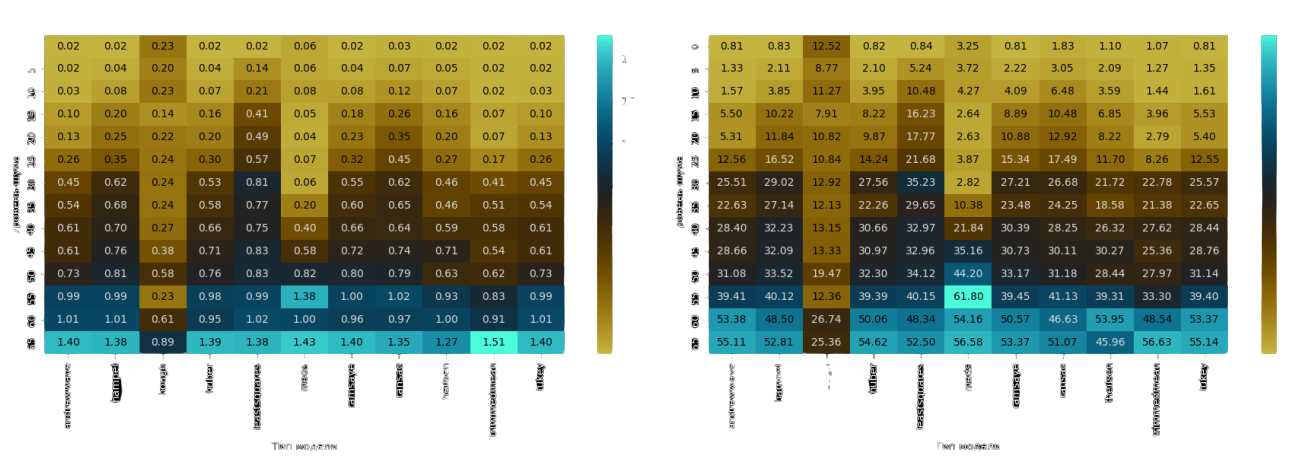 0.02 0.02 0.23 0.02 0.02 0.06 0.02 0.03 0.02 0.02 0.02
0.02 0.04 0.20 0.04 0.14 0.06 0.04 0.07 0.05 0.02 0.02
0.03 0.08 0.23 0.07 0.21 0.08 0.08 0.12 0.07 0.02 0.03
0.10 0.20 0.14 0.16 0.41 0.05 0.18 0.26 0.16 0.07 0.10
0.13 0.25 0.22 0.20 0.49 0.04 0.23 0.35 0.20 0.07 0.13
0.26 0.35 0.24 0.30 0.57 0.07 0.32 0.45 0.27 0.17 0.26
0.45 0.62 0.24 0.53 0.81 0.06 0.55 0.62 0.46 0.41 0.45
0.54 0.68 0.24 0.58 0.77 0.20 0.60 0.65 0.46 0.51 0.54
40 0.61 0.70 0.27 0.66 0.75 0.40 0.66 0.64 0.59 0.58 0.61
45 0.61 0.76 0.38 0.71 0.83 0.58 0.72 0.74 0.71 0.54 0.61
50 0.73 0.81 0.58 0.76 0.83 0.82 0.80 0.79 0.63 0.62 0.73
0.99 0.99 0.23 0.98 0.99 1.38 1.00 1.02 0.93 0.83 0.99
1.01 1.01 0.61 0.95 1.02 1.00 0.96 0.97 1.00 0.91 1.01
1.40 1.38 0.89 1.39 1.38 1.43 1.40 1.35 1.27 1.51 1.40
andrewwave hampel huber leastsquares ramsaye ransac trimmedmean tukey
Тип модели
0 0.81 0.83 12.52 0.82 0.84 3.25 0.81 1.83 1.10 1.07 0.81
5 1.33 2.11 8.77 2.10 5.24 3.72 2.22 3.05 2.09 1.27 1.35
10 1.57 3.85 11.27 3.95 10.48 4.27 4.09 6.48 3.59 1.44 1.61
15 5.50 10.22 7.91 8.22 16.23 2.64 8.89 10.48 6.85 3.96 5.53
20 5.31 11.84 10.82 9.87 17.77 2.63 10.88 12.92 8.22 2.79 5.40
12.56 16.52 10.84 14.24 21.68 3.87 15.34 17.49 11.70 8.26 12.55
25.51 29.02 12.92 27.56 35.23 2.82 27.21 26.68 21.72 22.78 25.57
22.63 27.14 12.13 22.26 29.65 10.38 23.48 24.25 18.58 21.38 22.65
40 28.40 32.23 13.15 30.66 32.97 21.84 30.39 28.25 26.32 27.62 28.44
28.66 32.09 13.33 30.97 32.96 35.16 30.73 30.11 30.27 25.36 28.76
50 31.08 33.52 19.47 32.30 34.12 44.20 33.17 31.18 28.44 27.97 31.14
39.41 40.12 12.36 39.39 40.15 61.80 39.45 41.13 39.31 33.30 39.40
53.38 48.50 26.74 50.06 48.34 54.16 50.57 46.63 53.95 48.54 53.37
55.11 52.81 25.36 54.62 52.50 56.58 53.37 51.07 45.96 56.63 55.14
andrewwave hampel huber leastsquares ramsaye ransac theilsen trimmedmean tukey
Тип модели